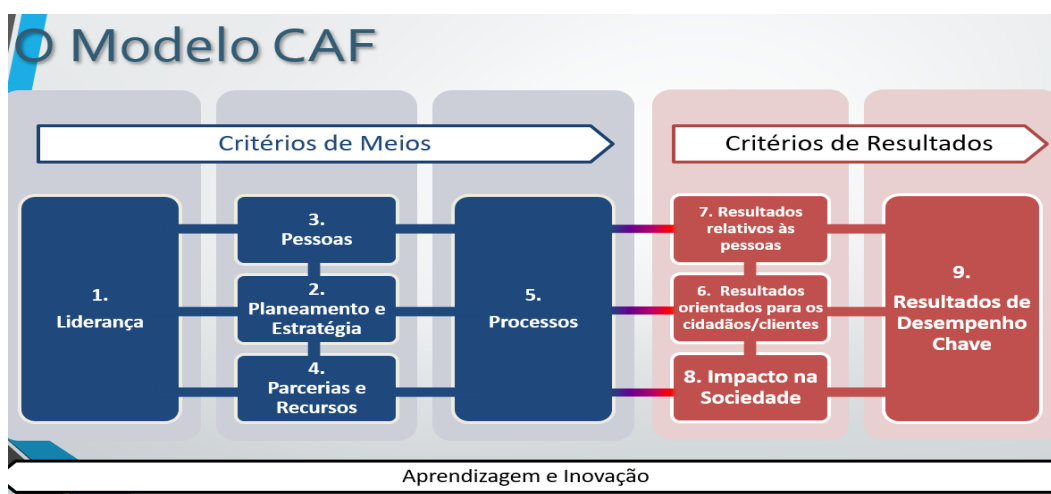 O Modelo CAF
Critérios de Meios
Critérios de Resultados
1.
Liderança
3.
Pessoas
2.
Planeamento e
Estratégia
4.
Parcerias e
Recursos
5.
Processos
7. Resultados
relativos às
pessoas
6. Resultados
orientados para os
cidadãos/clientes
8. Impacto na
Sociedade
9.
Resultados de
Desempenho
Chave
Aprendizagem e Inovação